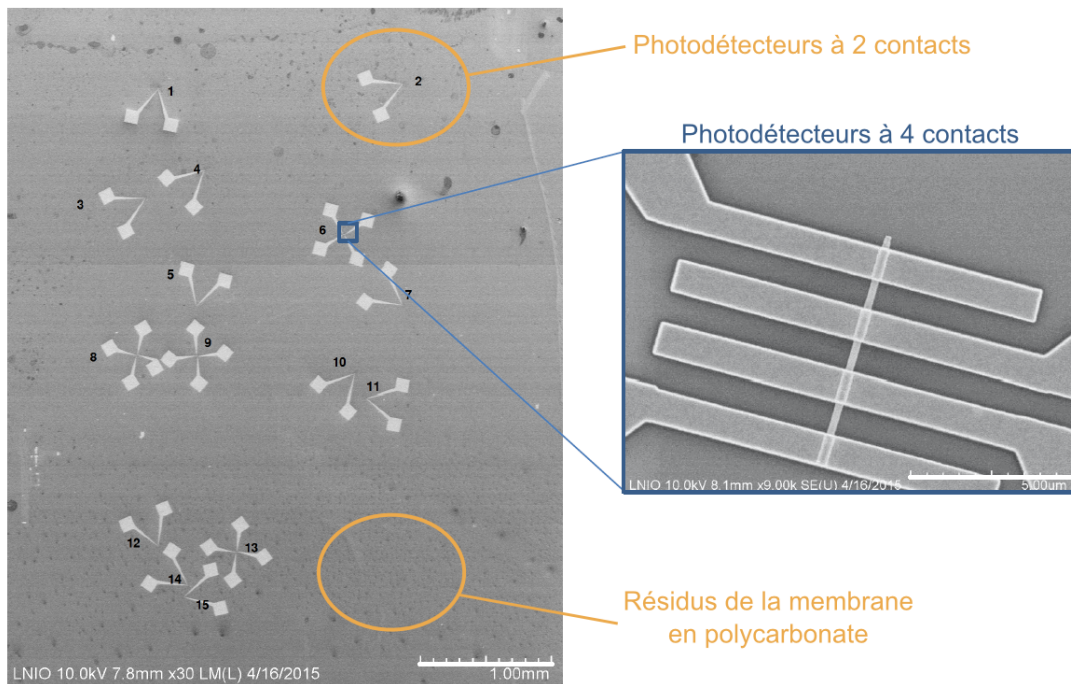 Photodétecteurs à 2 contacts
1
2
Photodétecteurs à 4 contacts
4
3
6
5
7
8
9
10
11
LNIO 10.0kV 8.1mm x9.00k SE(U) 4/16/2015
5.00um
12
13
14
15
Résidus de la membrane
en polycarbonate
LNIO 10.0kV 7.8mm x30 LM(L) 4/16/2015
1.00mm